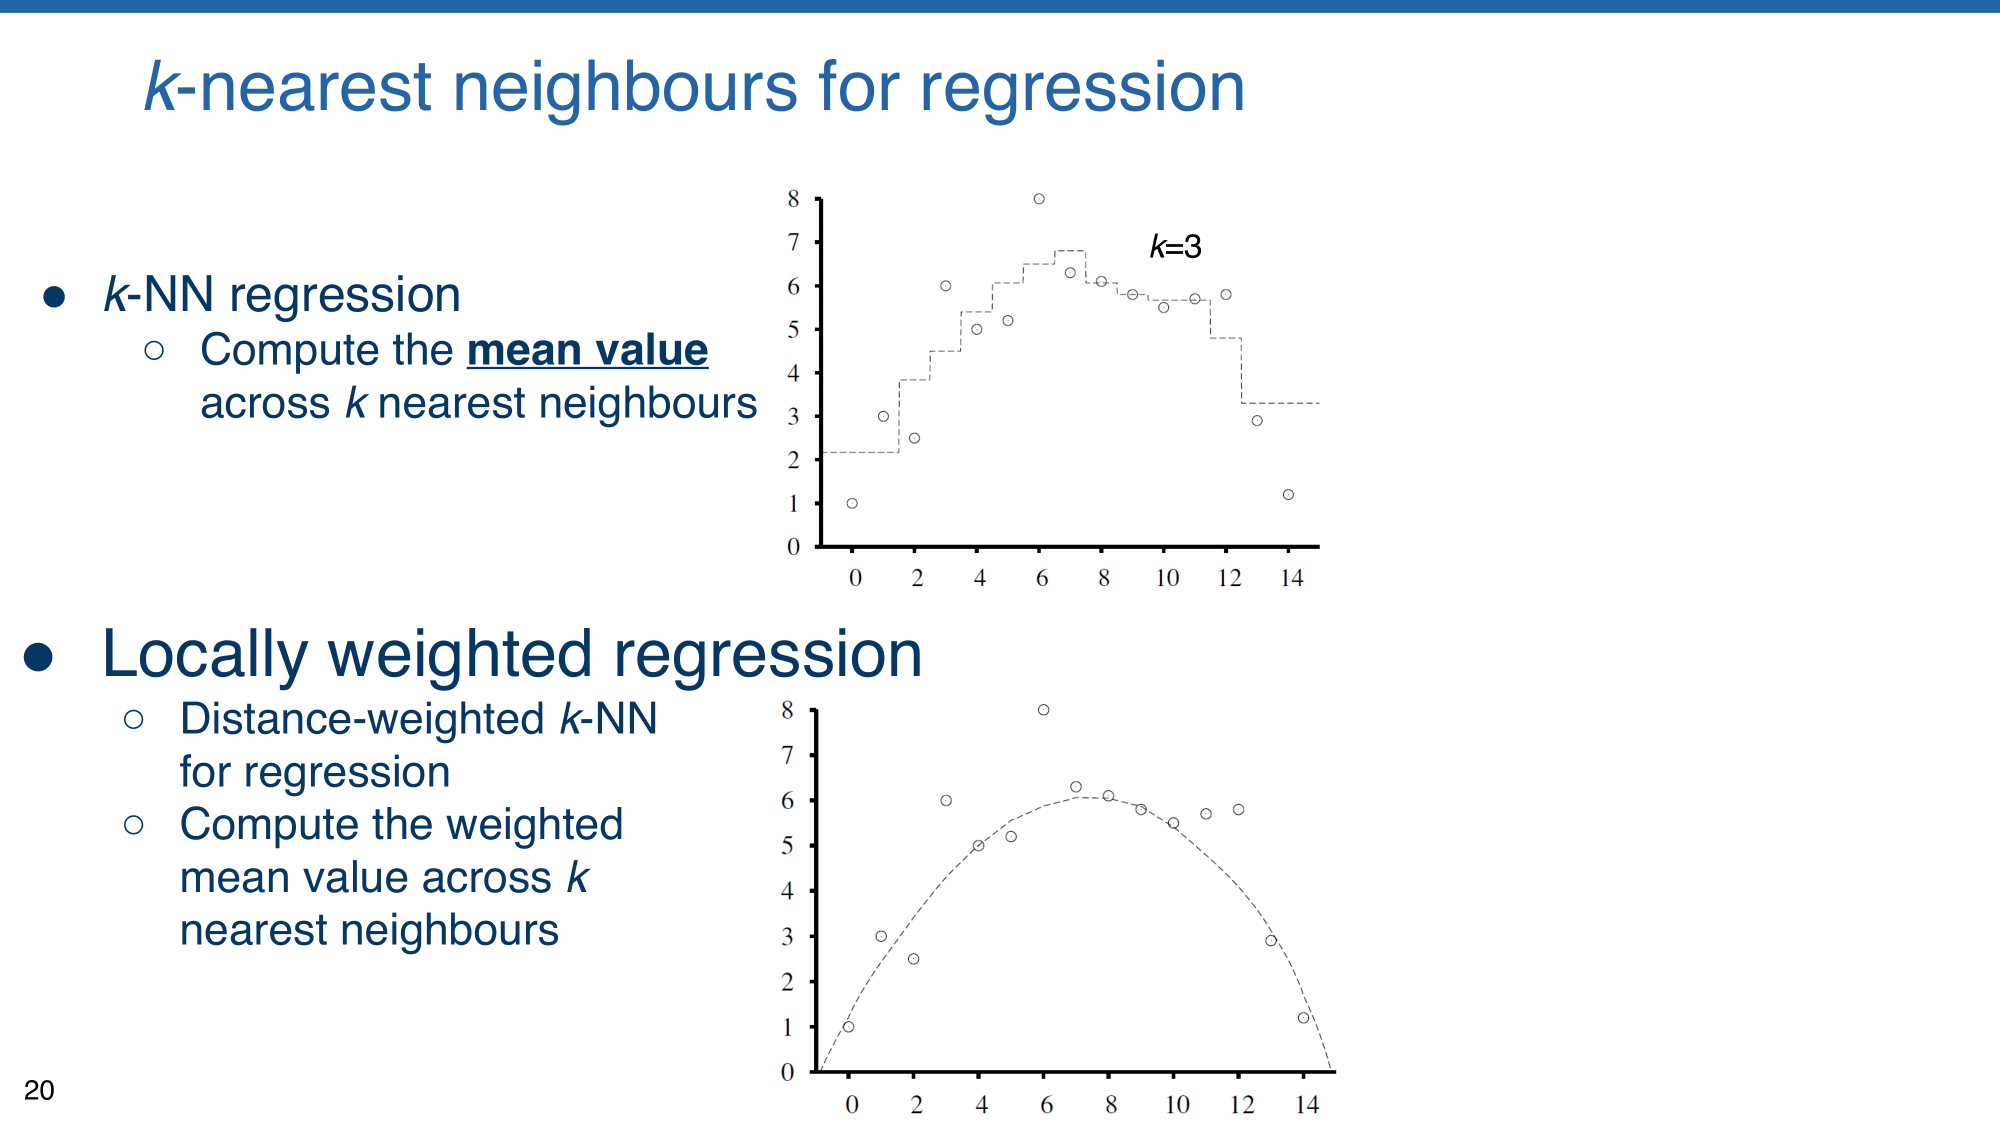 k-nearest neighbours for regression
● k-NN regression
○ Compute the mean value
across k nearest neighbours
8
7
6
5
4
3
2
1
0
k=3
0 2 4 6 8 10 12 14
● Locally weighted regression
○ Distance-weighted k-NN
for regression
○ Compute the weighted
mean value across k
nearest neighbours
8
7
6
5
4
3
2
1
0
0 2 4 6 8 10 12 14
20